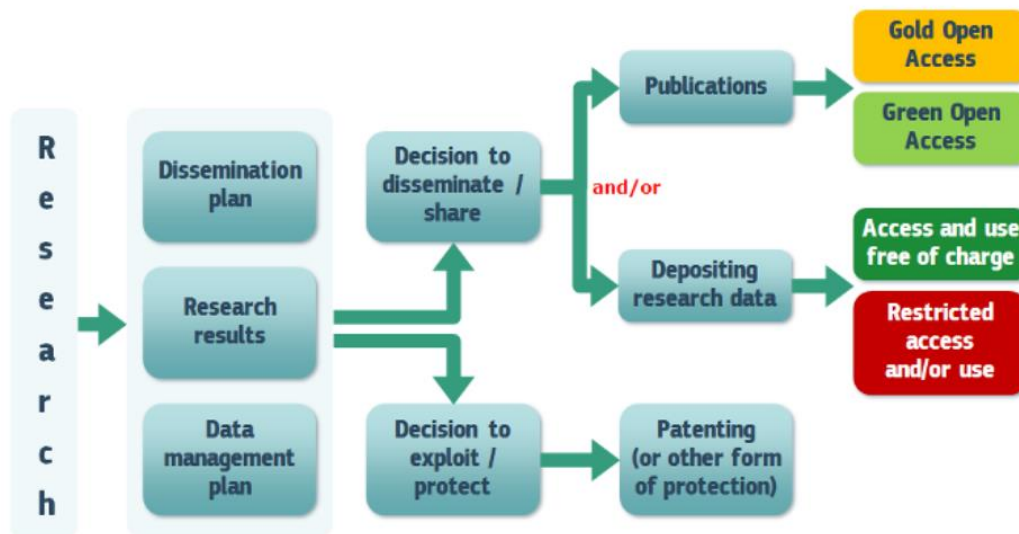 Research
Dissemination
plan
Research
results
Data
management
plan
Decision to
disseminate /
share
Decision to
exploit /
protect
and/or
Publications
Depositing
research data
Patenting
(or other form
of protection)
Gold Open
Access
Green Open
Access
Access and use
free of charge
Restricted
access
and/or use